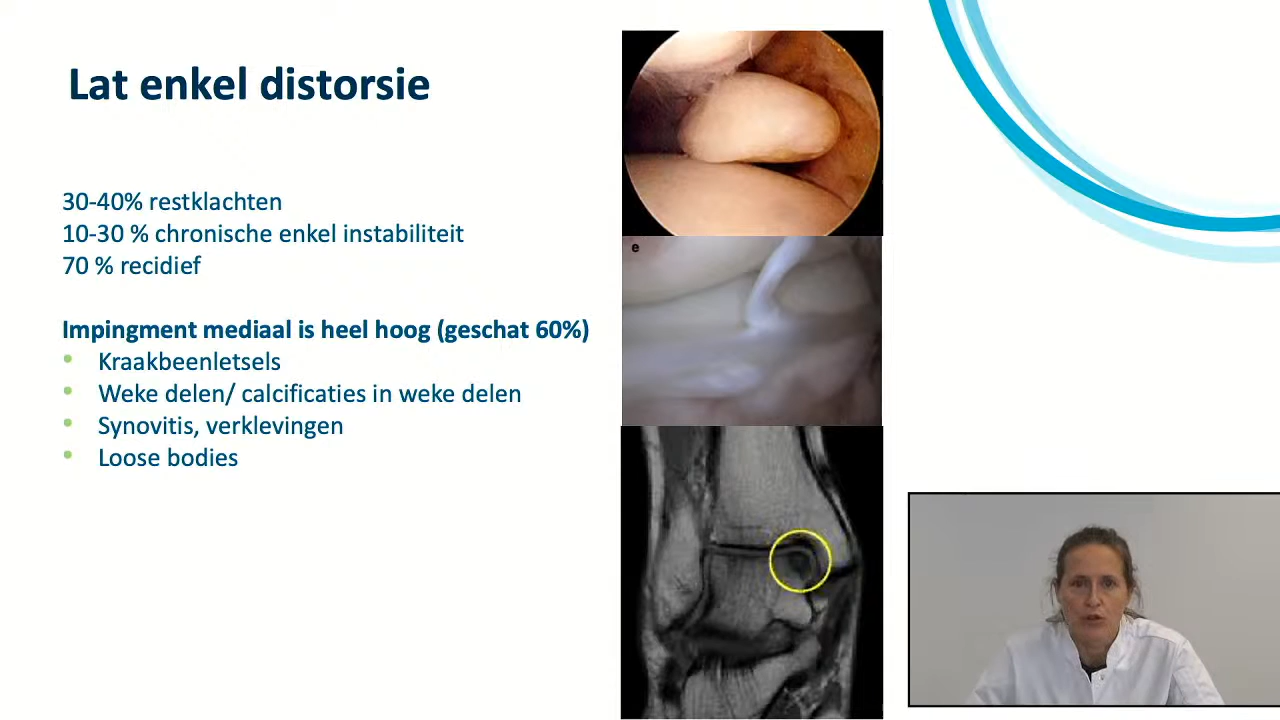 Lat enkel distorsie
30-40% restklachten
10-30 % chronische enkel instabiliteit
70 % recidief
Impingment mediaal is heel hoog (geschat 60%)
• Kraakbeenletsels
• Weke delen/ calcificaties in weke delen
• Synovitis, verklevingen
• Loose bodies
e